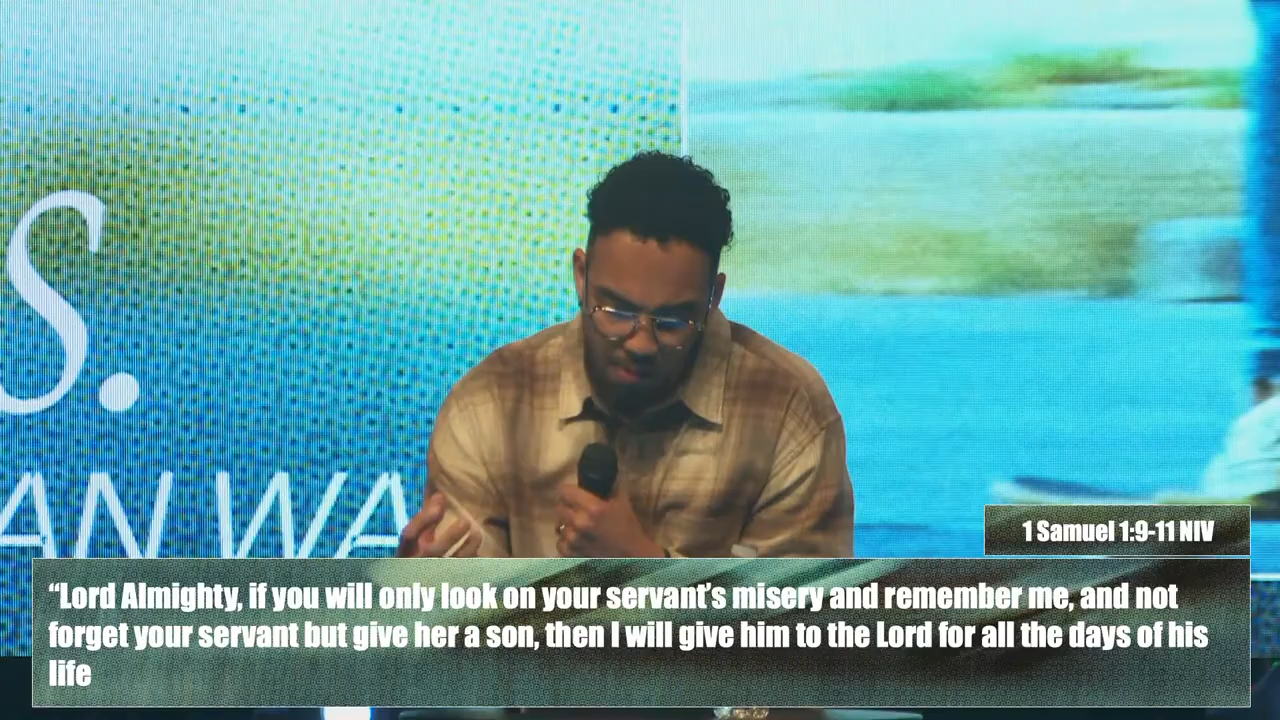 S.
AN WA
1 Samuel 1:9-11 NIV
“Lord Almighty, if you will only look on your servant’s misery and remember me, and not
forget your servant but give her a son, then I will give him to the Lord for all the days of his
life